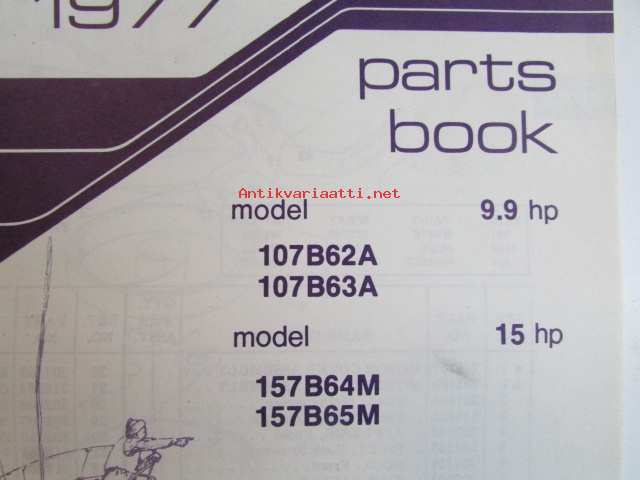 1977
parts
book
Antikvariaatti.net
model 9.9 hp
107B62A
107B63A
model 15 hp
157B64M
157B65M